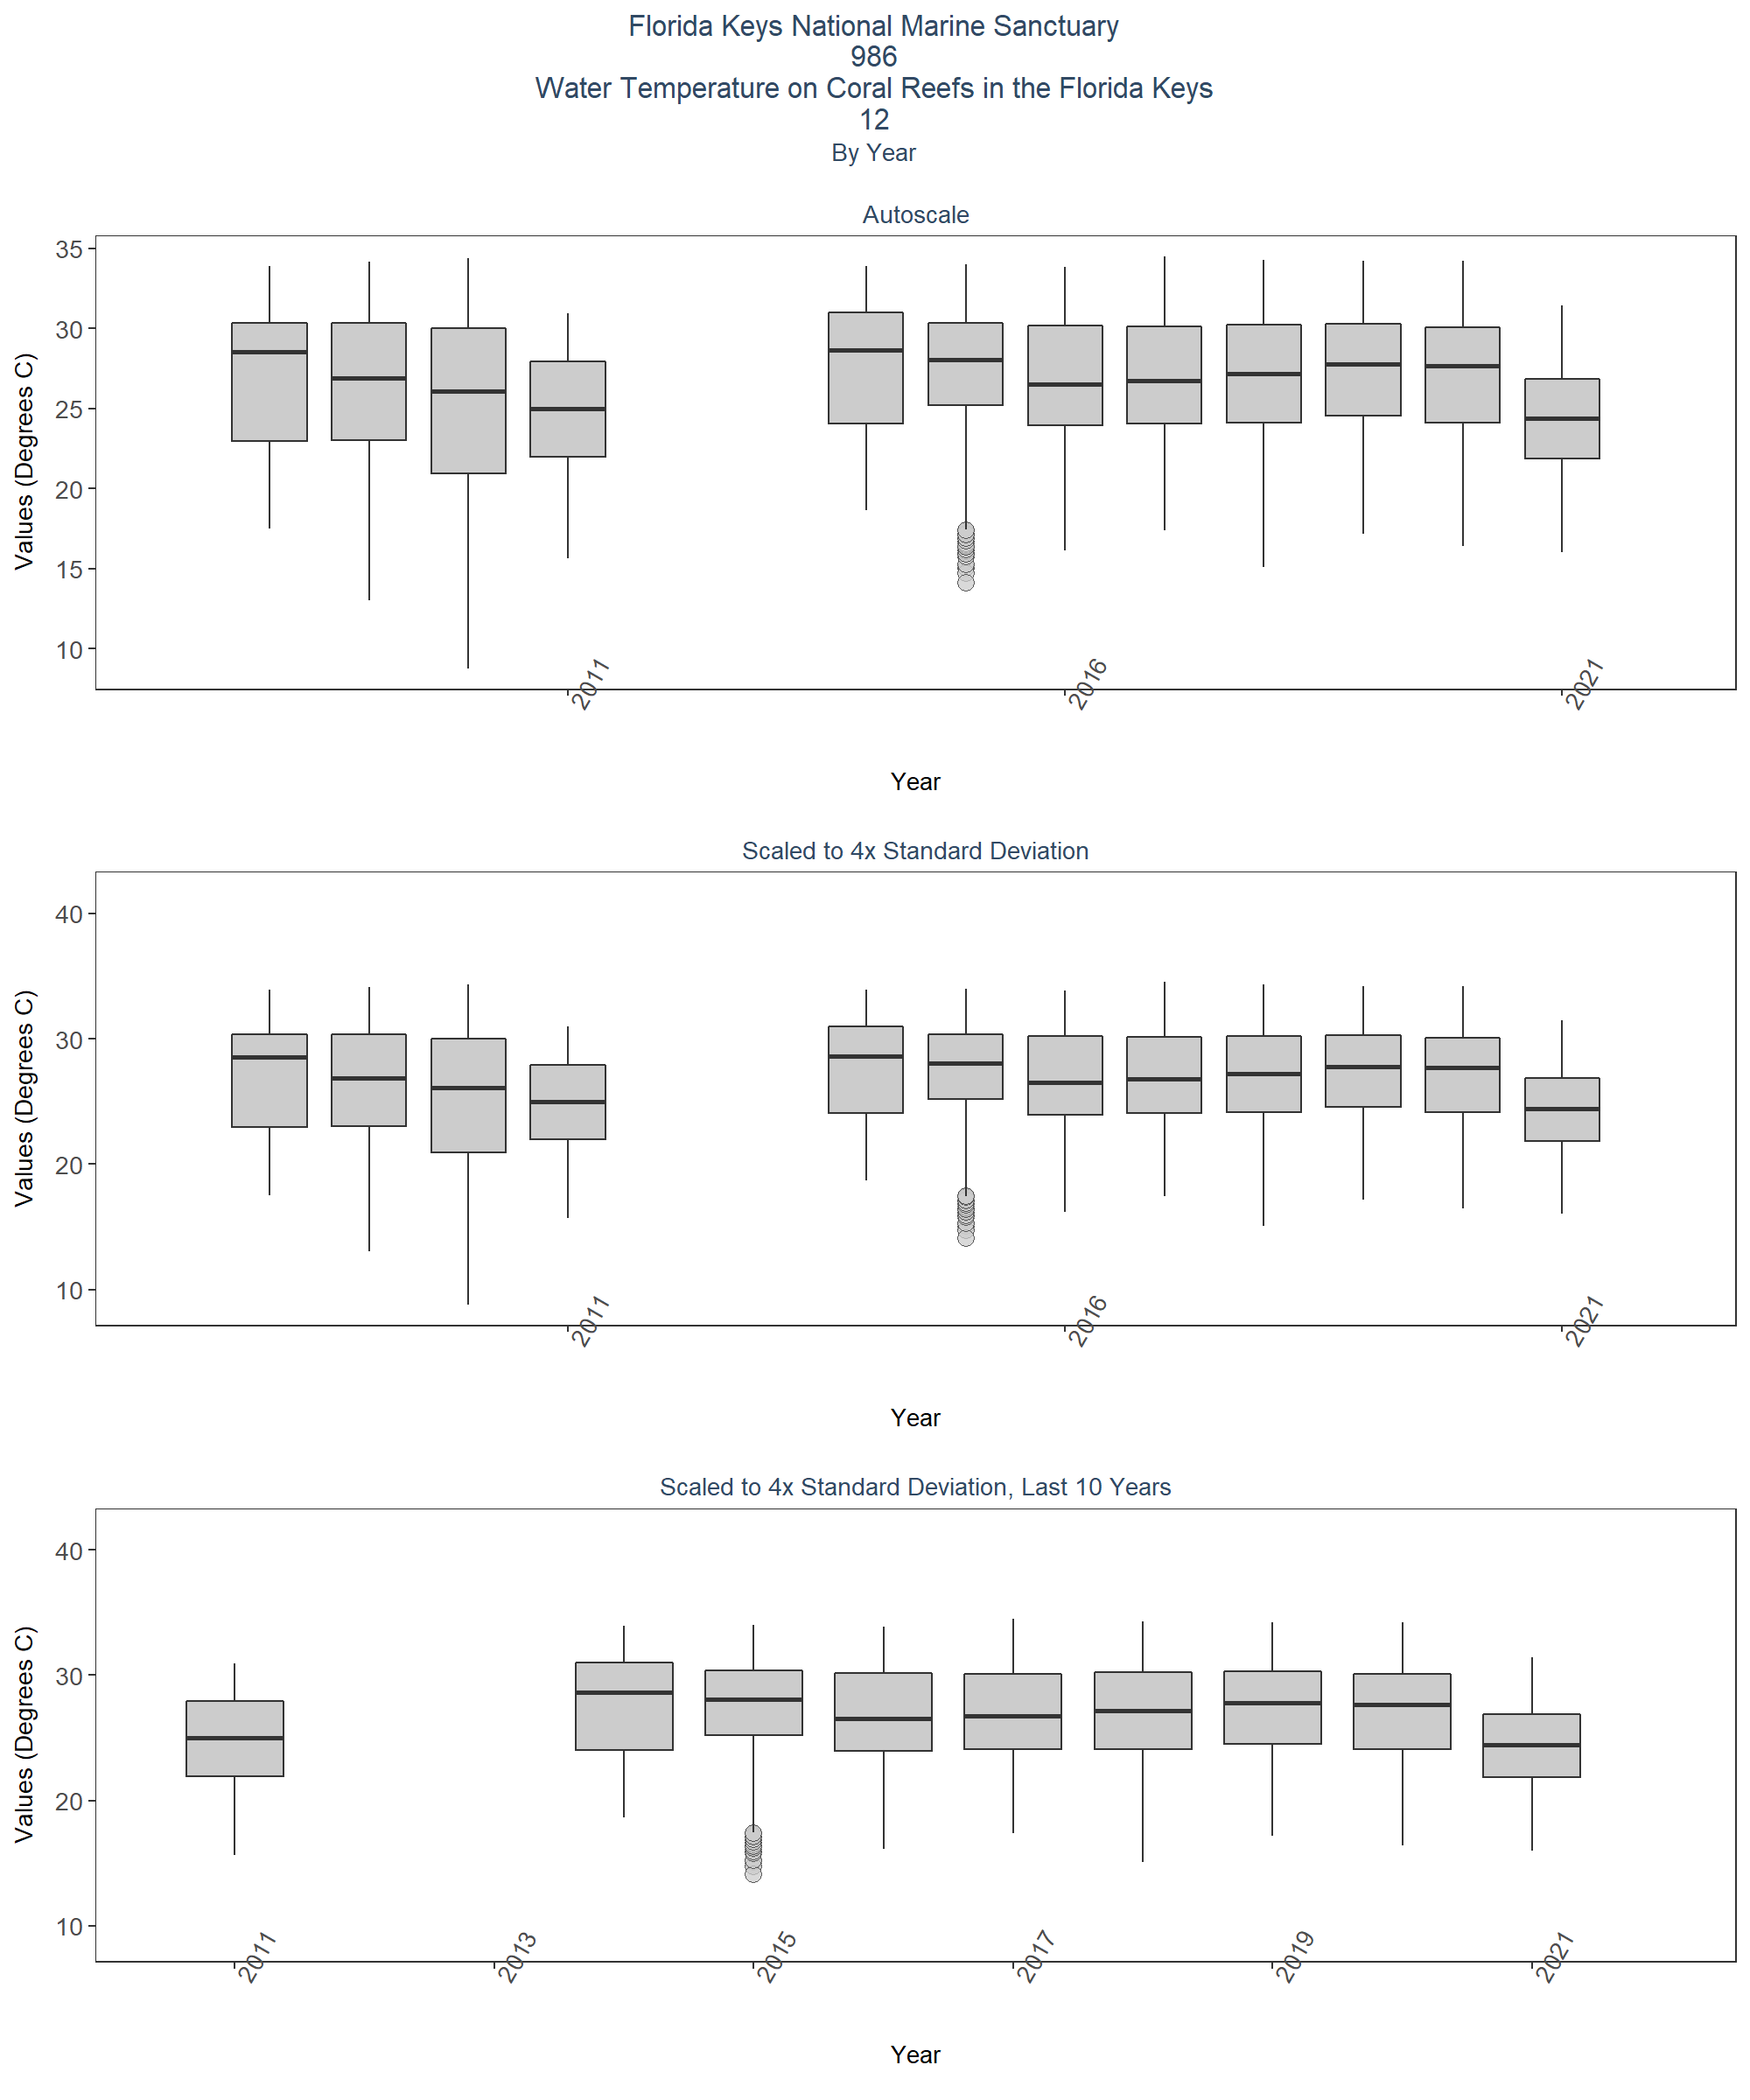 Florida Keys National Marine Sanctuary
986
Water Temperature on Coral Reefs in the Florida Keys
12
By Year
Autoscale
Values (Degrees C)
35
30
25
20
15
10
2011
2016
2021
Year
Scaled to 4x Standard Deviation
Values (Degrees C)
40
30
20
10
2011
2016
2021
Year
Scaled to 4x Standard Deviation, Last 10 Years
Values (Degrees C)
40
30
20
10
2011
2013
2015
2017
2019
2021
Year